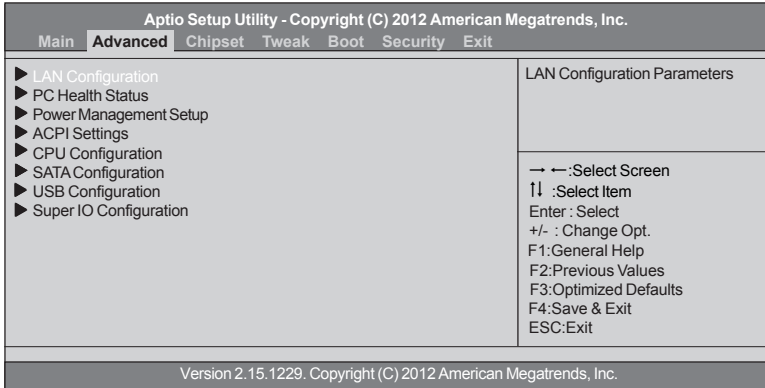 Aptio Setup Utility - Copyright (C) 2012 American Megatrends, Inc.
Main Advanced Chipset Tweak Boot Security Exit
LAN Configuration
PC Health Status
Power Management Setup
ACPI Settings
CPU Configuration
SATA Configuration
USB Configuration
Super IO Configuration
LAN Configuration Parameters
→ ←:Select Screen
↑↓ :Select Item
Enter : Select
+/- : Change Opt.
F1:General Help
F2:Previous Values
F3:Optimized Defaults
F4:Save & Exit
ESC:Exit
Version 2.15.1229. Copyright (C) 2012 American Megatrends, Inc.